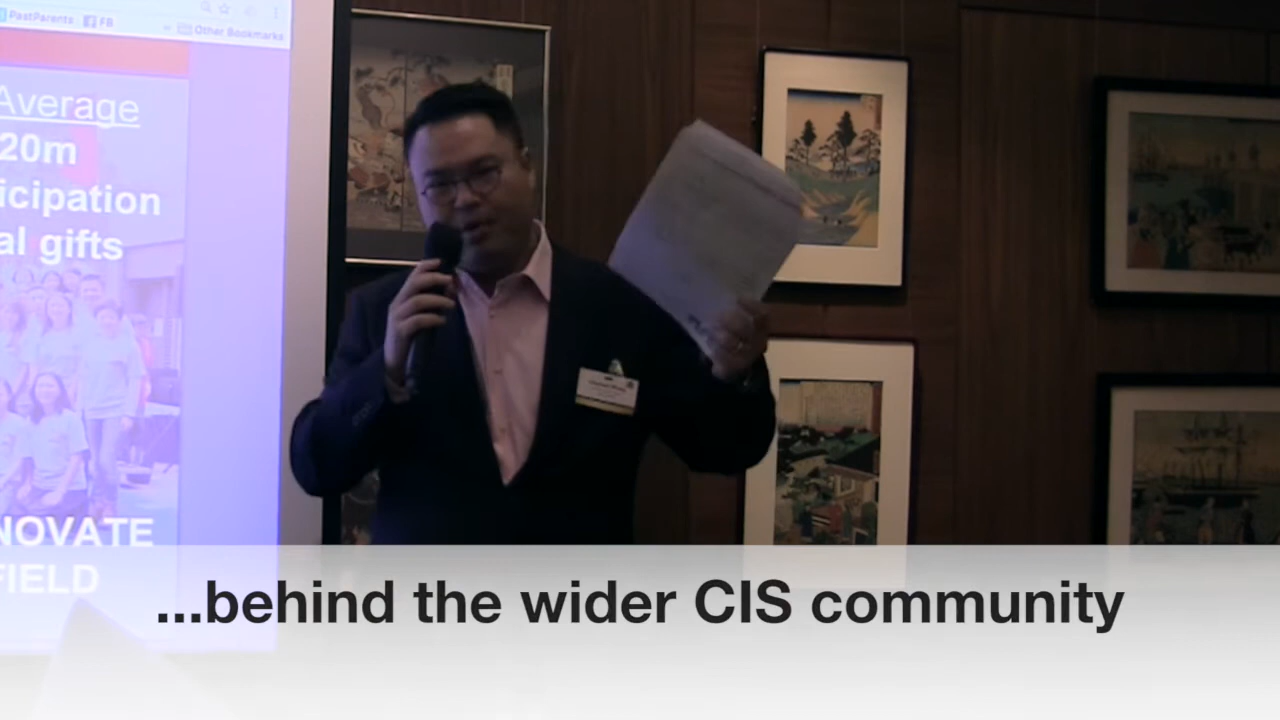 PastParents FB
Other Bookmarks
Average
20m
icipation
al gifts
NOVATE
FIELD
...behind the wider CIS community